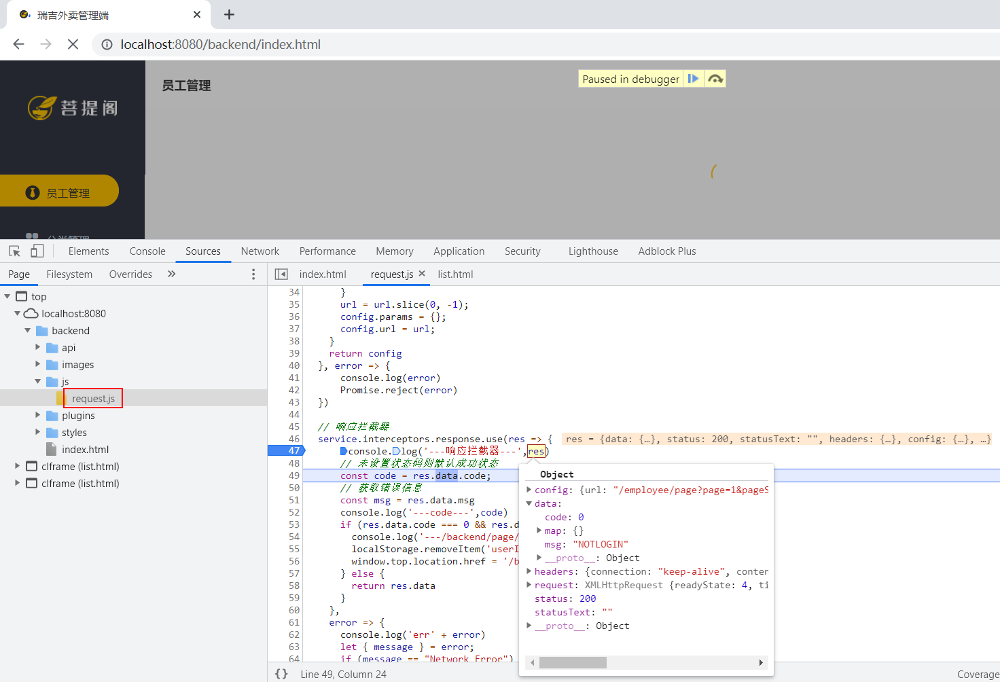 瑞吉外卖管理端
localhost:8080/backend/index.html
菩提阁
员工管理
Paused in debugger
员工管理
分类管理
Elements Console Sources Network Performance Memory Application Security Lighthouse Adblock Plus
Page Filesystem Overrides »
index.html request.js × list.html
top
localhost:8080
backend
api
images
js
request.js
plugins
styles
index.html
clframe (list.html)
clframe (list.html)
34 }
35 url = url.slice(0, -1);
36 config.params = {};
37 config.url = url;
38 }
39 return config
40 }, error => {
41 console.log(error)
42 Promise.reject(error)
43 })
44
45 // 响应拦截器
46 service.interceptors.response.use(res => { res = {data: {…}, status: 200, statusText: "", headers: {…}, config: {…}, …}
47 console.log('---响应拦截器---',res)
48 // 未设置状态码则默认成功状态
49 const code = res.data.code;
50 // 获取错误信息
51 const msg = res.data.msg
52 console.log('---code---',code)
53 if (res.data.code === 0 && res.d
54 console.log('---/backend/page/
55 localStorage.removeItem('userI
56 window.top.location.href = '/b
57 } else {
58 return res.data
59 }
60 },
61 error => {
62 console.log('err' + error)
63 let { message } = error;
64 if (message == "Network Error")
Object
config: {url: "/employee/page?page=1&pageS
data:
code: 0
map: {}
msg: "NOTLOGIN"
__proto__: Object
headers: {connection: "keep-alive", conten
request: XMLHttpRequest {readyState: 4, ti
status: 200
statusText: ""
__proto__: Object
{} Line 49, Column 24
Coverage